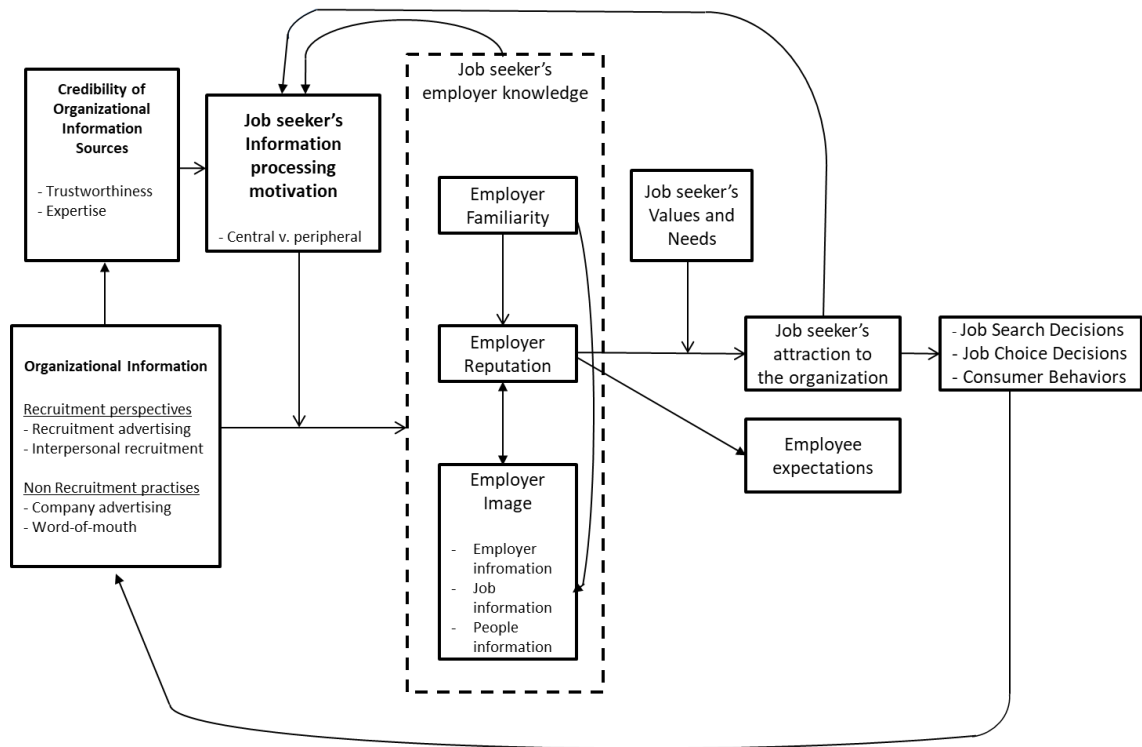 Credibility of
Organizational
Information
Sources
- Trustworthiness
- Expertise
Job seeker's
Information
processing
motivation
- Central v. peripheral
Organizational Information
Recruitment perspectives
- Recruitment advertising
- Interpersonal recruitment
Non Recruitment practises
- Company advertising
- Word-of-mouth
Job seeker's
employer knowledge
Employer
Familiarity
Employer
Reputation
Employer
Image
- Employer
infromation
- Job
information
- People
information
Job seeker's
Values and
Needs
Job seeker's
attraction to
the organization
Employee
expectations
- Job Search Decisions
- Job Choice Decisions
- Consumer Behaviors